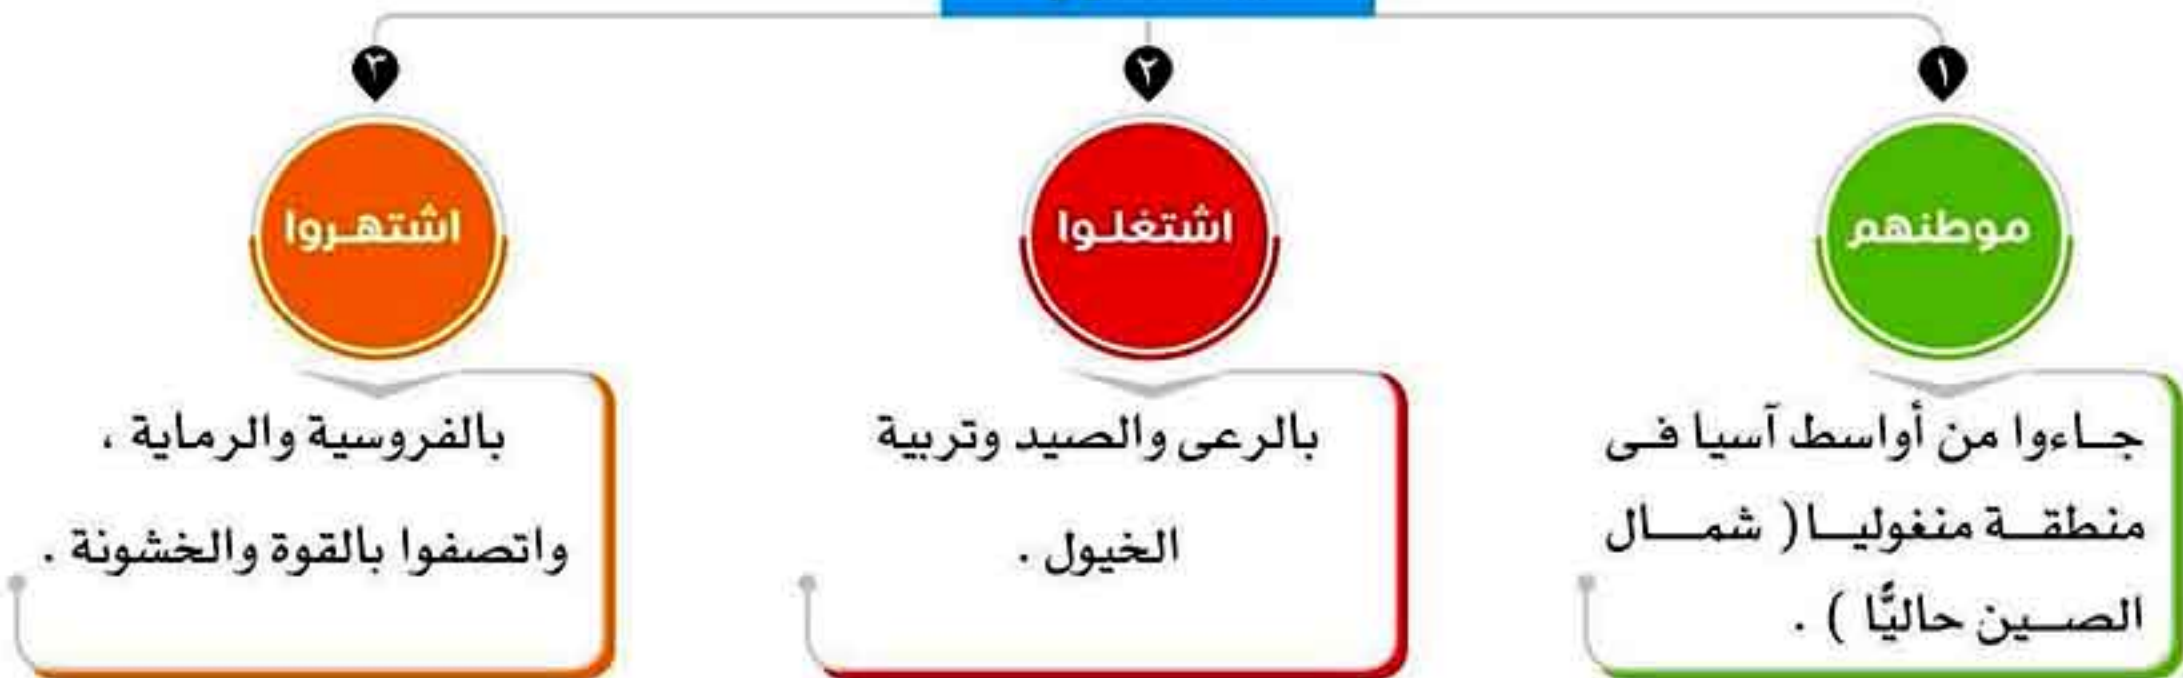 ١
موطنهم
جاءوا من أواسط آسيا فى
منطقة منغوليا ( شمال
الصين حاليًّا ) .
٢
اشتغلوا
بالرعى والصيد وتربية
الخيول .
٣
اشتهروا
بالفروسية والرماية ،
واتصفوا بالقوة والخشونة .